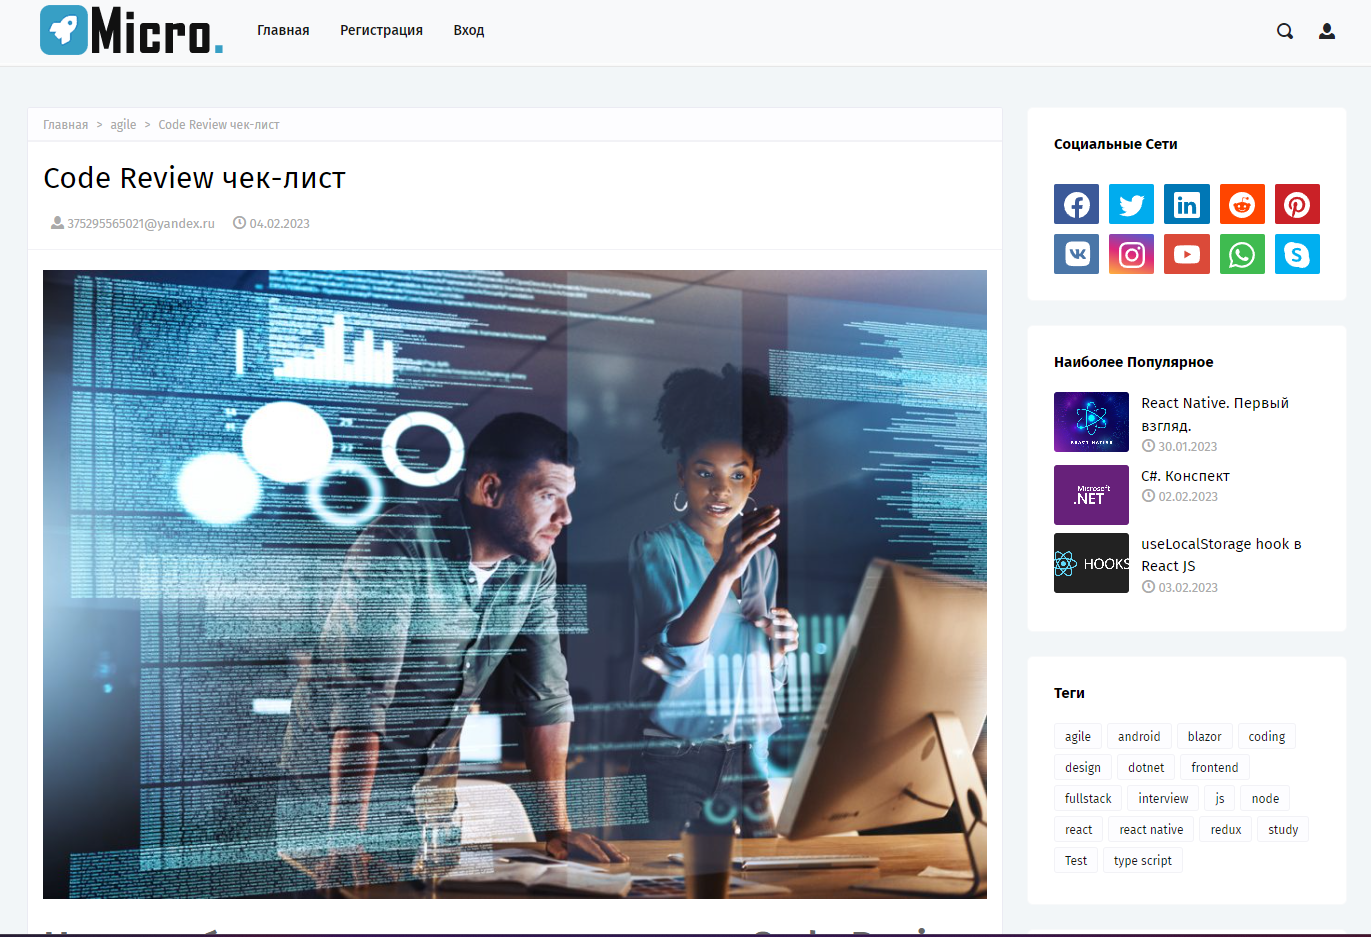 Micro.
Главная Регистрация Вход
Главная > agile > Code Review чек-лист
Code Review чек-лист
375295565021@yandex.ru 04.02.2023
Социальные Сети
Наиболее Популярное
REACT NATIVE
React Native. Первый
взгляд.
30.01.2023
Microsoft
.NET
C#. Конспект
02.02.2023
HOOKS
useLocalStorage hook в
React JS
03.02.2023
Теги
agile android blazor coding
design dotnet frontend
fullstack interview js node
react react native redux study
Test type script